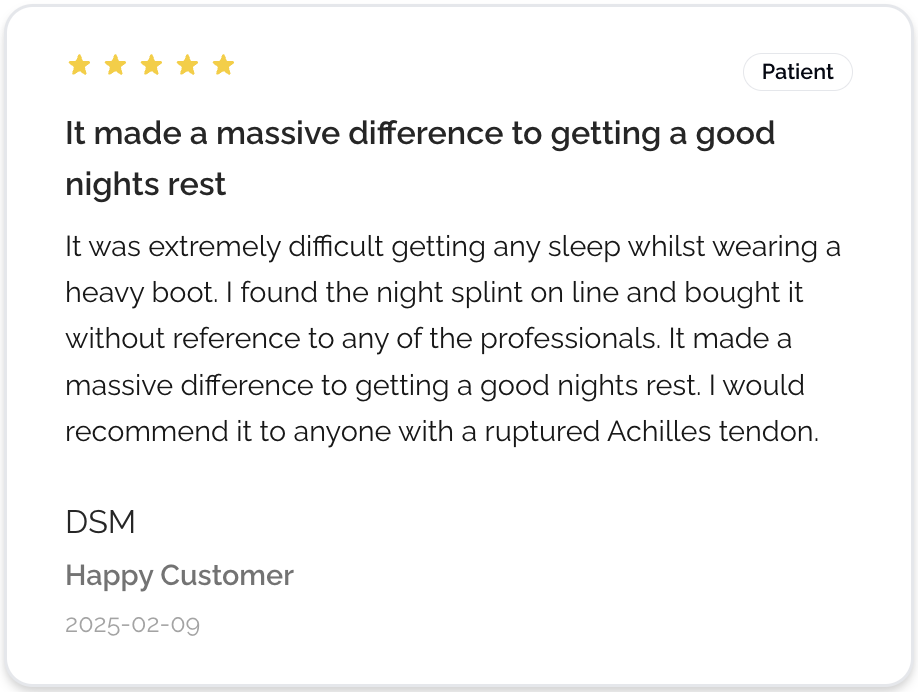 Patient
It made a massive difference to getting a good
nights rest
It was extremely difficult getting any sleep whilst wearing a
heavy boot. I found the night splint on line and bought it
without reference to any of the professionals. It made a
massive difference to getting a good nights rest. I would
recommend it to anyone with a ruptured Achilles tendon.
DSM
Happy Customer
2025-02-09